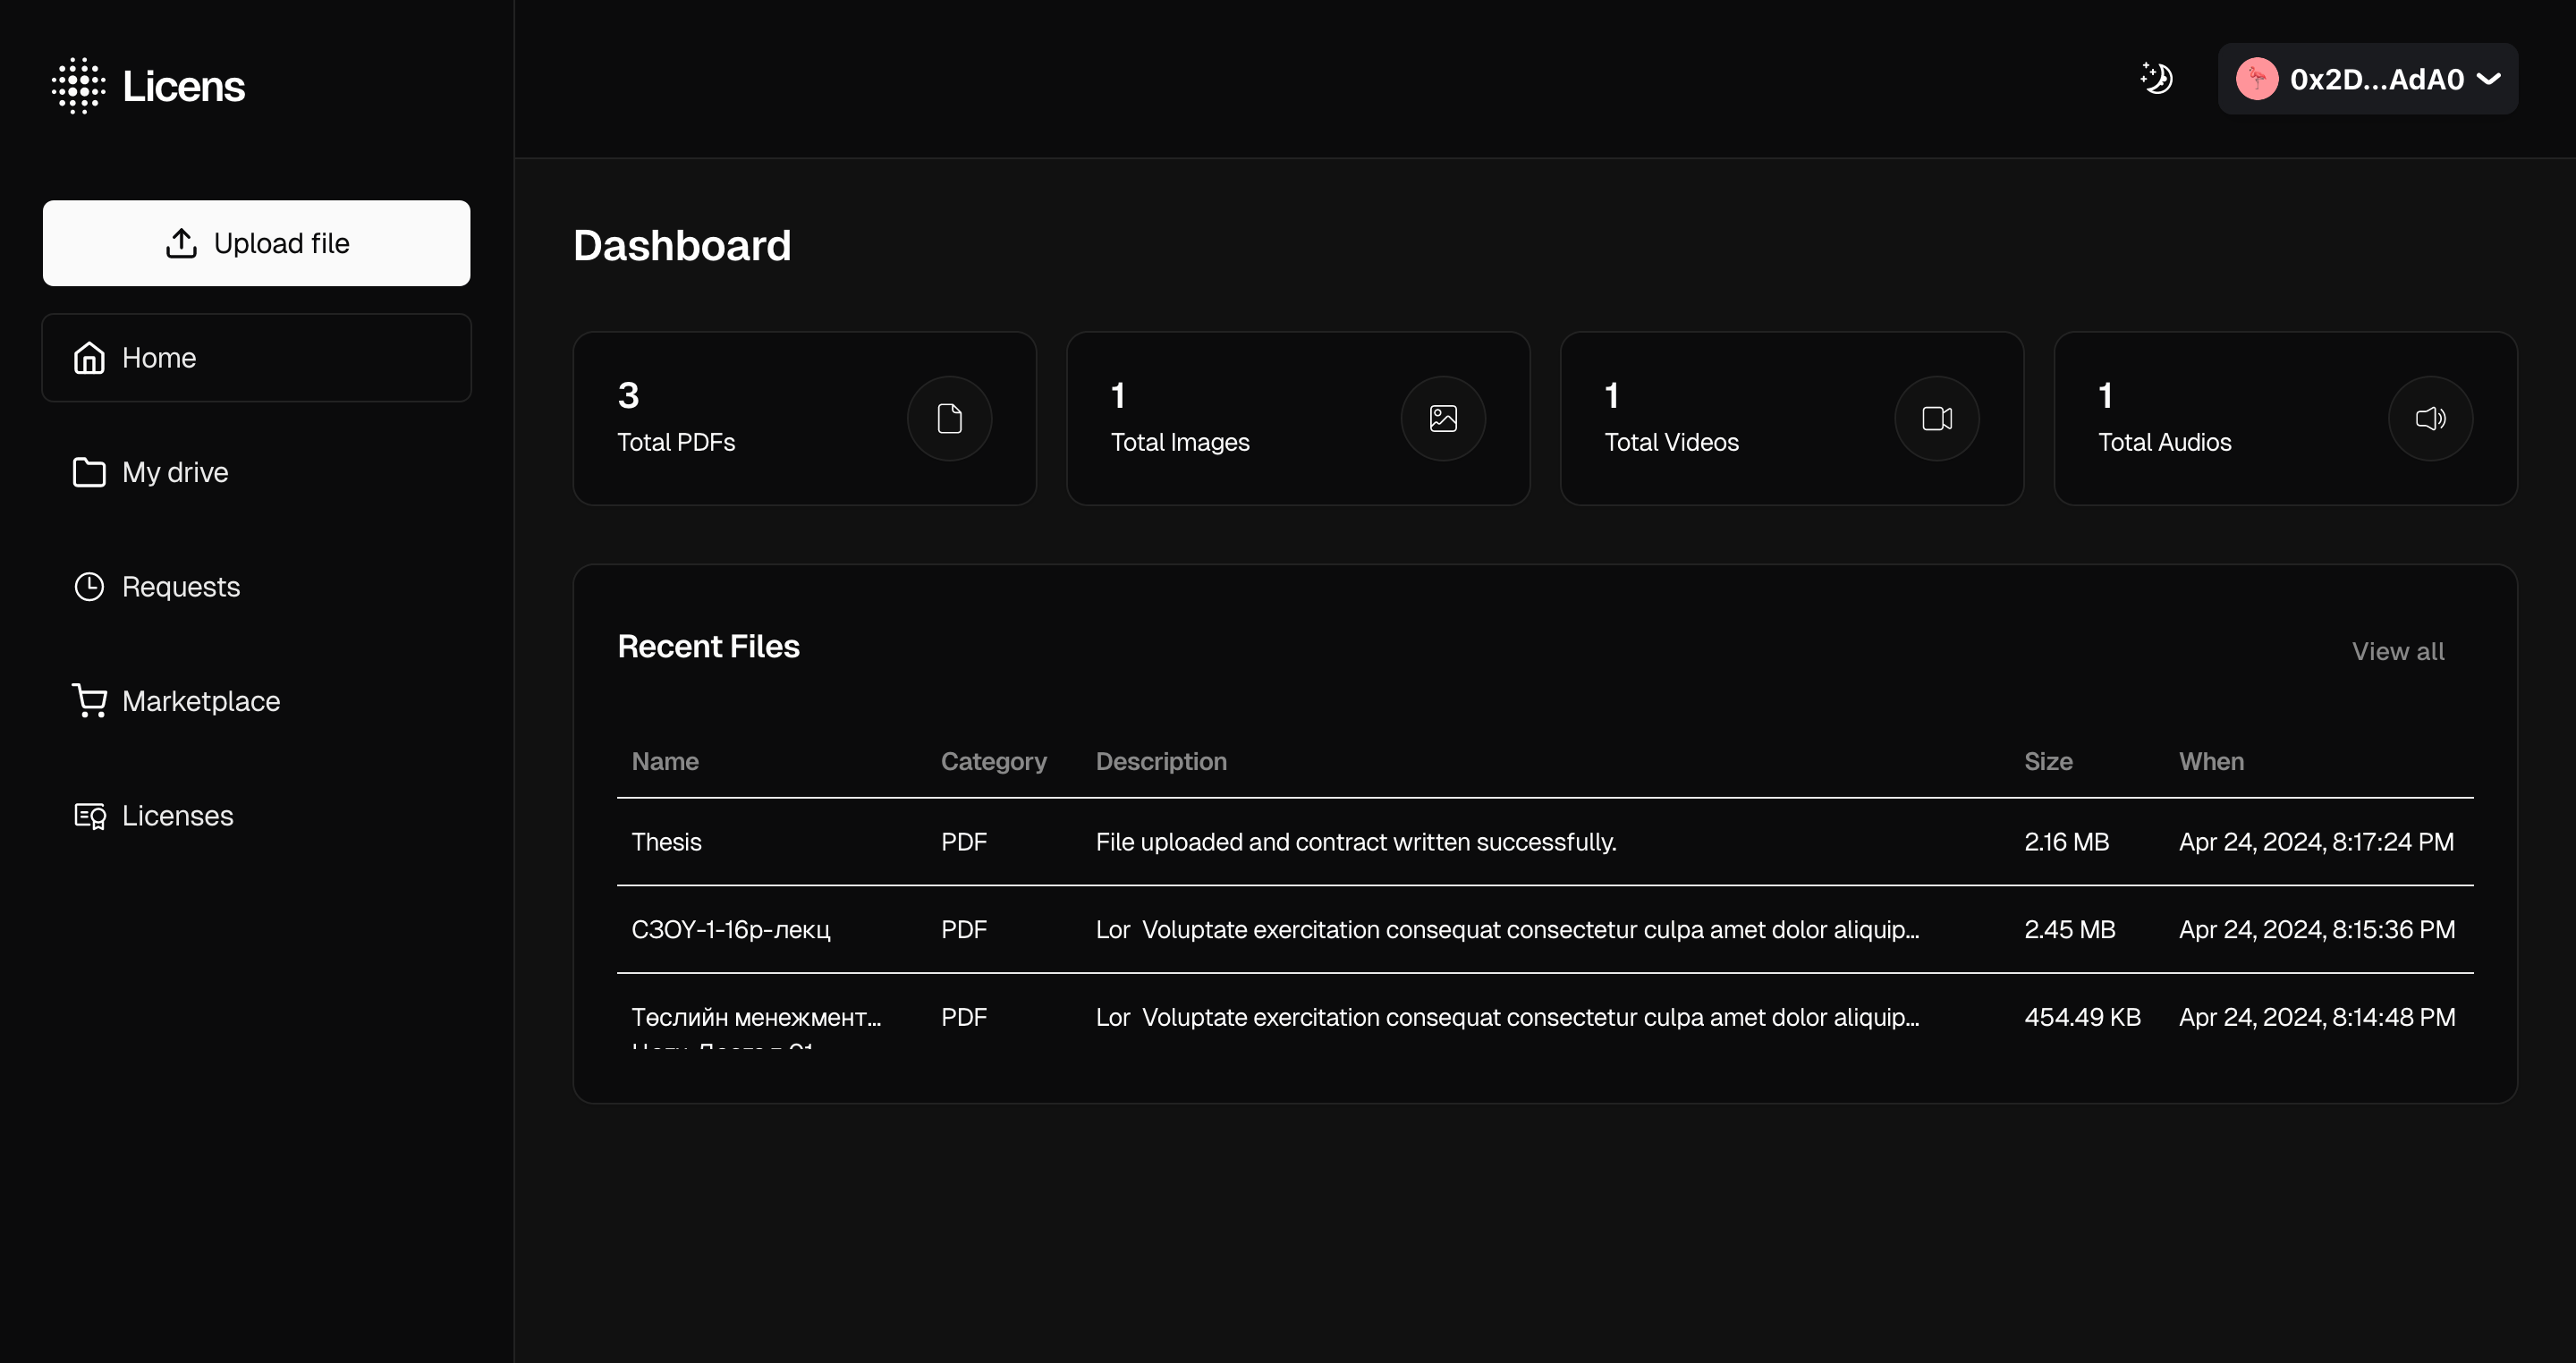 Licens
0x2D...AdA0
Upload file
Home
My drive
Requests
Marketplace
Licenses
Dashboard
3
Total PDFs
1
Total Images
1
Total Videos
1
Total Audios
Recent Files
View all
Name Category Description Size When
Thesis PDF File uploaded and contract written successfully. 2.16 MB Apr 24, 2024, 8:17:24 PM
СЗОҮ-1-16р-лекц PDF Lor Voluptate exercitation consequat consectetur culpa amet dolor aliquip... 2.45 MB Apr 24, 2024, 8:15:36 PM
Төслийн менежмент... PDF Lor Voluptate exercitation consequat consectetur culpa amet dolor aliquip... 454.49 KB Apr 24, 2024, 8:14:48 PM